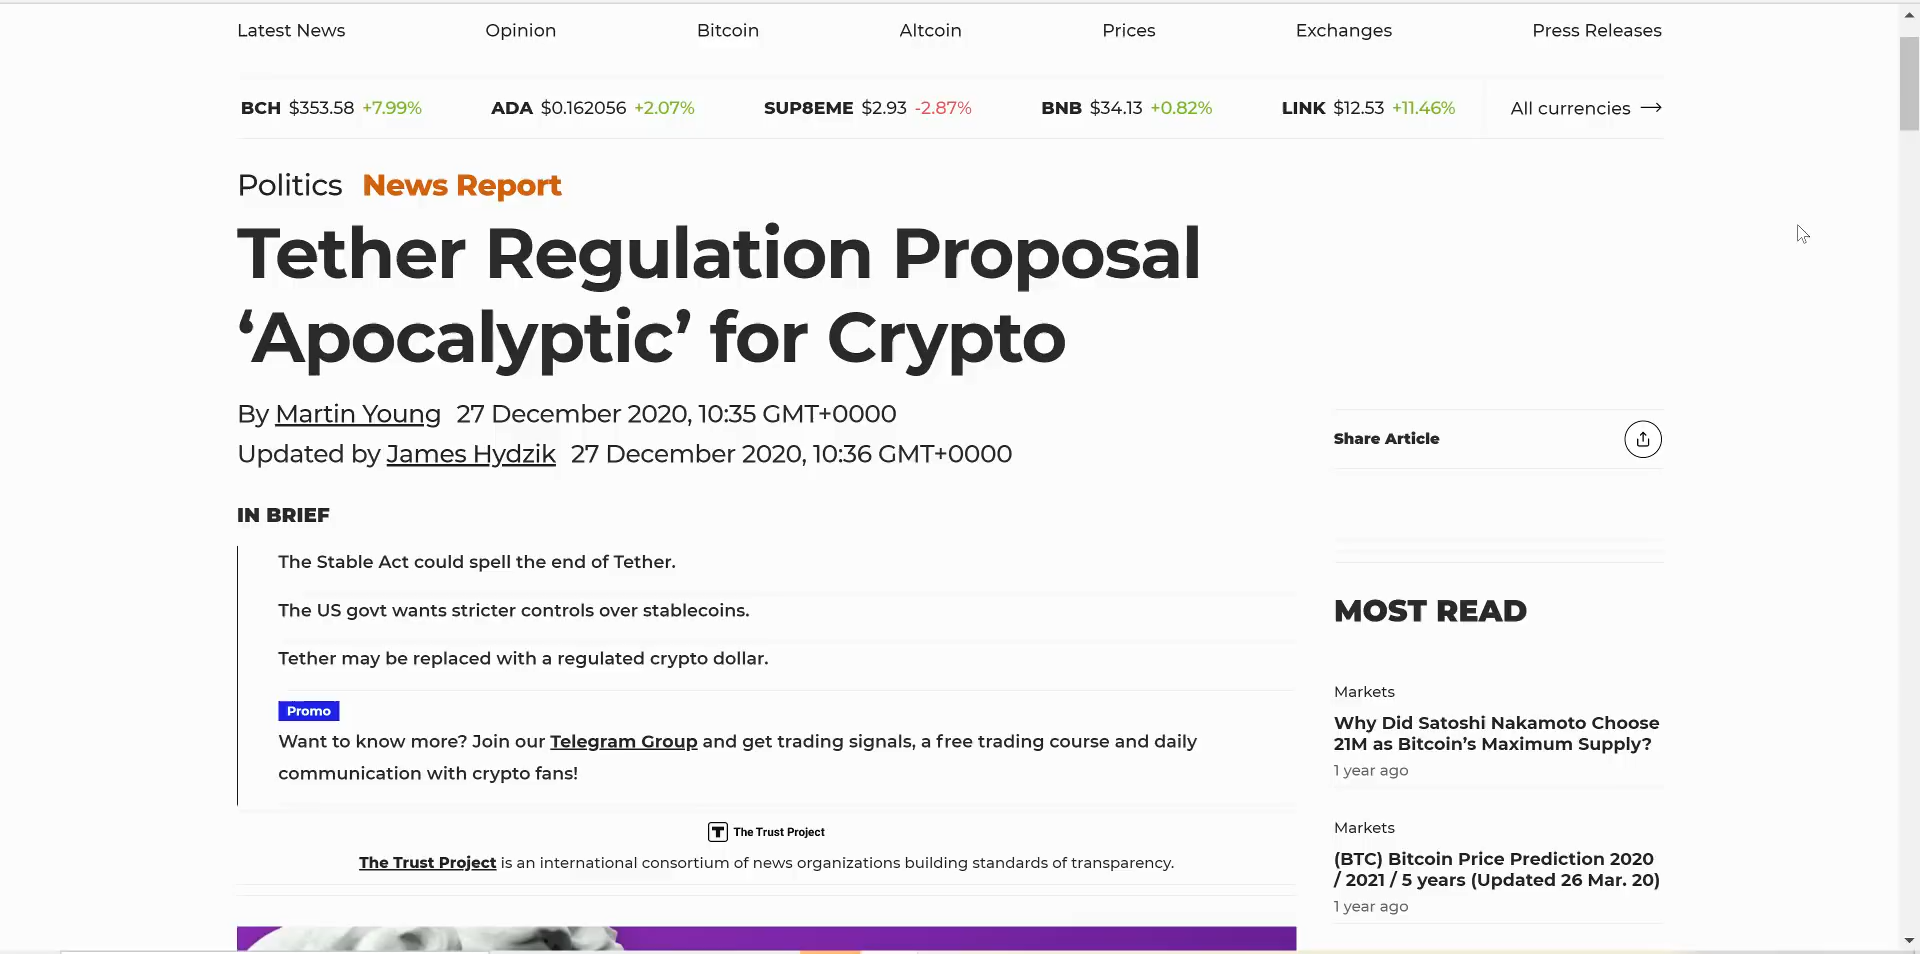 Latest News Opinion Bitcoin Altcoin Prices Exchanges Press Releases
BCH $353.58 +7.99% ADA $0.162056 +2.07% SUP8EME $2.93 -2.87% BNB $34.13 +0.82% LINK $12.53 +11.46% All currencies →
Politics News Report
Tether Regulation Proposal
‘Apocalyptic’ for Crypto
By Martin Young 27 December 2020, 10:35 GMT+0000
Updated by James Hydzik 27 December 2020, 10:36 GMT+0000
IN BRIEF
The Stable Act could spell the end of Tether.
The US govt wants stricter controls over stablecoins.
Tether may be replaced with a regulated crypto dollar.
Promo
Want to know more? Join our Telegram Group and get trading signals, a free trading course and daily
communication with crypto fans!
T The Trust Project
The Trust Project is an international consortium of news organizations building standards of transparency.
Share Article
MOST READ
Markets
Why Did Satoshi Nakamoto Choose
21M as Bitcoin’s Maximum Supply?
1 year ago
Markets
(BTC) Bitcoin Price Prediction 2020
/ 2021 / 5 years (Updated 26 Mar. 20)
1 year ago